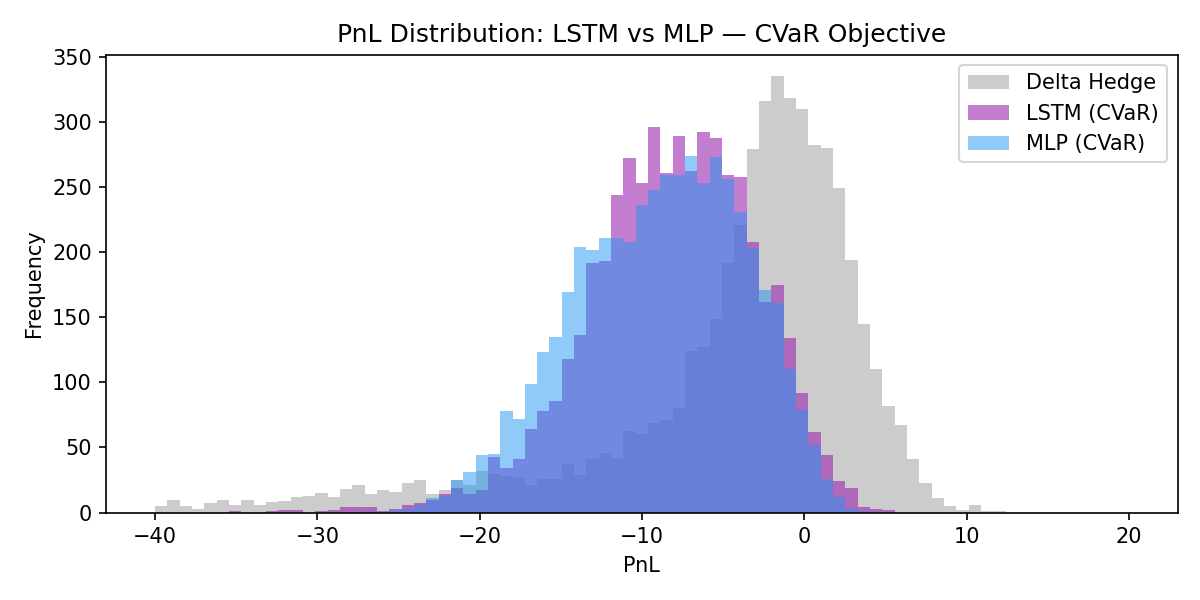 PnL Distribution: LSTM vs MLP — CVaR Objective
Delta Hedge
LSTM (CVaR)
MLP (CVaR)
Frequency
350
300
250
200
150
100
50
0
−40
−30
−20
−10
0
10
20
PnL